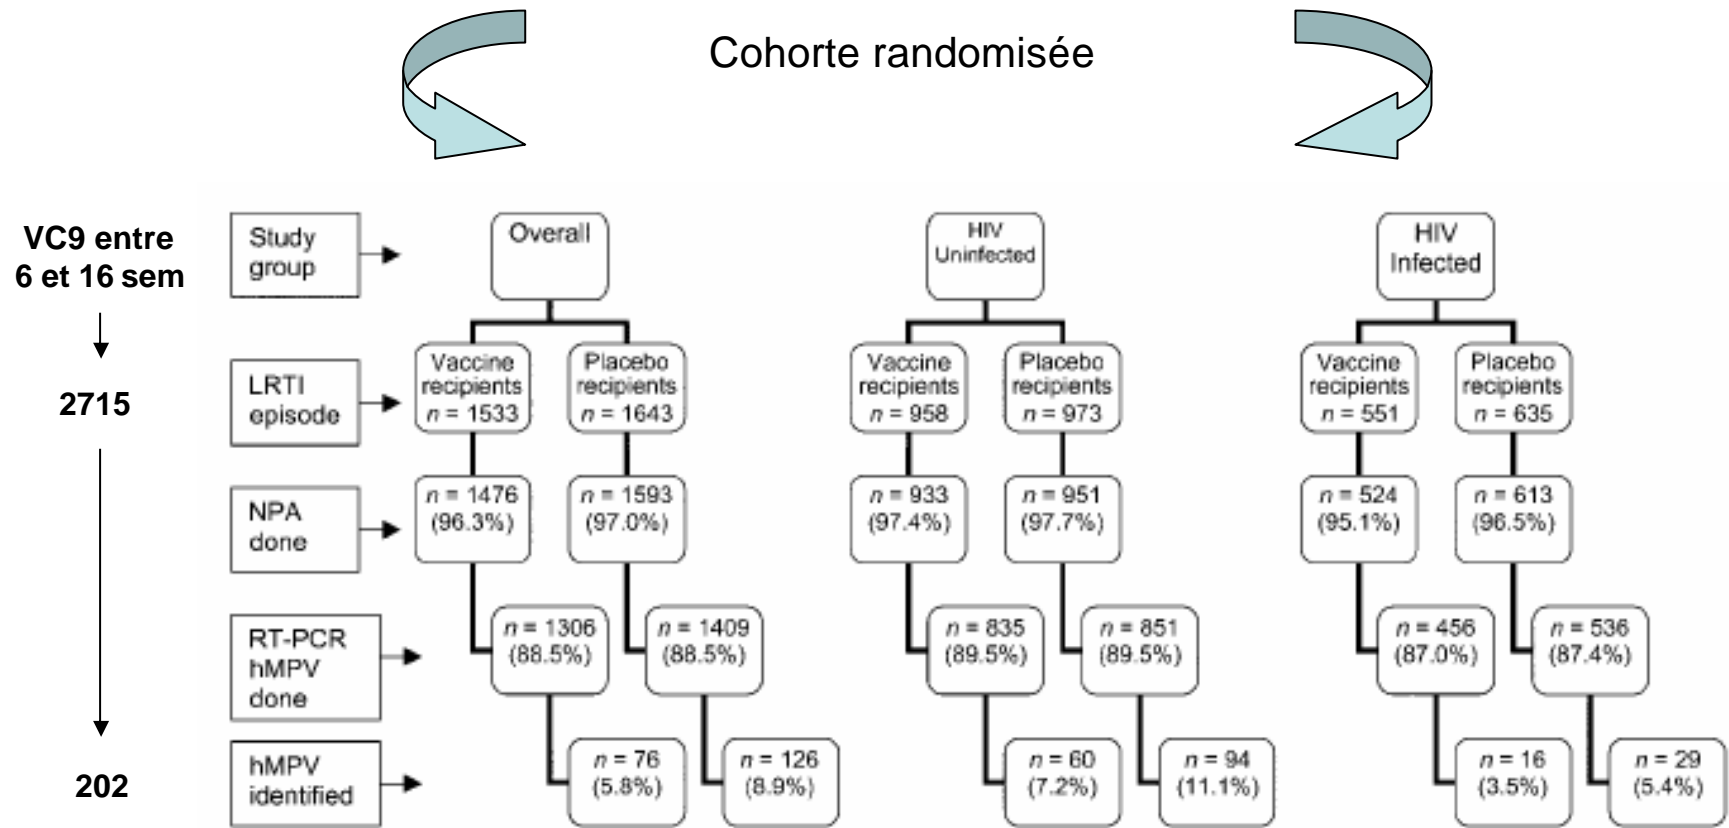 Cohorte randomisée
VC9 entre
6 et 16 sem
2715
202
Study
group
Overall
HIV
Uninfected
HIV
Infected
LRTI
episode
Vaccine
recipients
n = 1533
Placebo
recipients
n = 1643
Vaccine
recipients
n = 958
Placebo
recipients
n = 973
Vaccine
recipients
n = 551
Placebo
recipients
n = 635
NPA
done
n = 1476
(96.3%)
n = 1593
(97.0%)
n = 933
(97.4%)
n = 951
(97.7%)
n = 524
(95.1%)
n = 613
(96.5%)
RT-PCR
hMPV
done
n = 1306
(88.5%)
n = 1409
(88.5%)
n = 835
(89.5%)
n = 851
(89.5%)
n = 456
(87.0%)
n = 536
(87.4%)
hMPV
identified
n = 76
(5.8%)
n = 126
(8.9%)
n = 60
(7.2%)
n = 94
(11.1%)
n = 16
(3.5%)
n = 29
(5.4%)